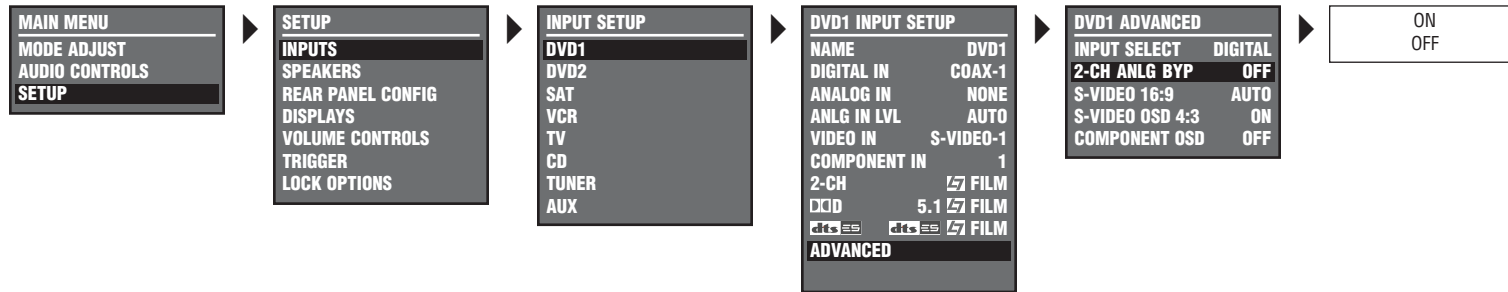 MAIN MENU
MODE ADJUST
AUDIO CONTROLS
SETUP
SETUP
INPUTS
SPEAKERS
REAR PANEL CONFIG
DISPLAYS
VOLUME CONTROLS
TRIGGER
LOCK OPTIONS
INPUT SETUP
DVD1
DVD2
SAT
VCR
TV
CD
TUNER
AUX
DVD1 INPUT SETUP
NAME DVD1
DIGITAL IN COAX-1
ANALOG IN NONE
ANLG IN LVL AUTO
VIDEO IN S-VIDEO-1
COMPONENT IN 1
2-CH FILM
D 5.1 FILM
dts ES dts ES FILM
ADVANCED
DVD1 ADVANCED
INPUT SELECT DIGITAL
2-CH ANLG BYP OFF
S-VIDEO 16:9 AUTO
S-VIDEO OSD 4:3 ON
COMPONENT OSD OFF
ON
OFF